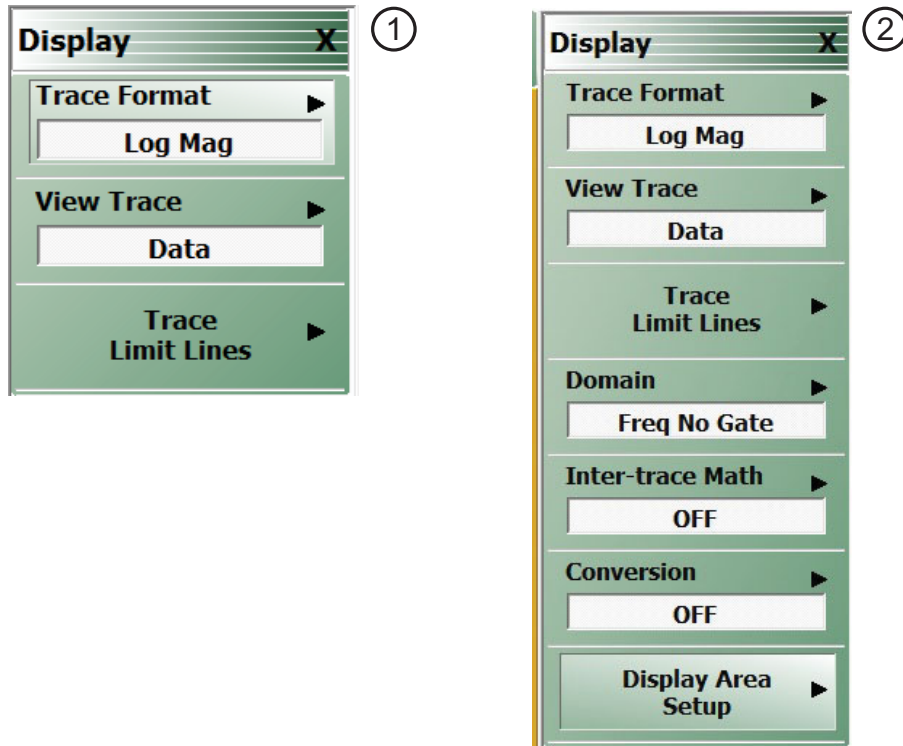 Display X
1
Trace Format
Log Mag
View Trace
Data
Trace
Limit Lines
Display X
2
Trace Format
Log Mag
View Trace
Data
Trace
Limit Lines
Domain
Freq No Gate
Inter-trace Math
OFF
Conversion
OFF
Display Area
Setup